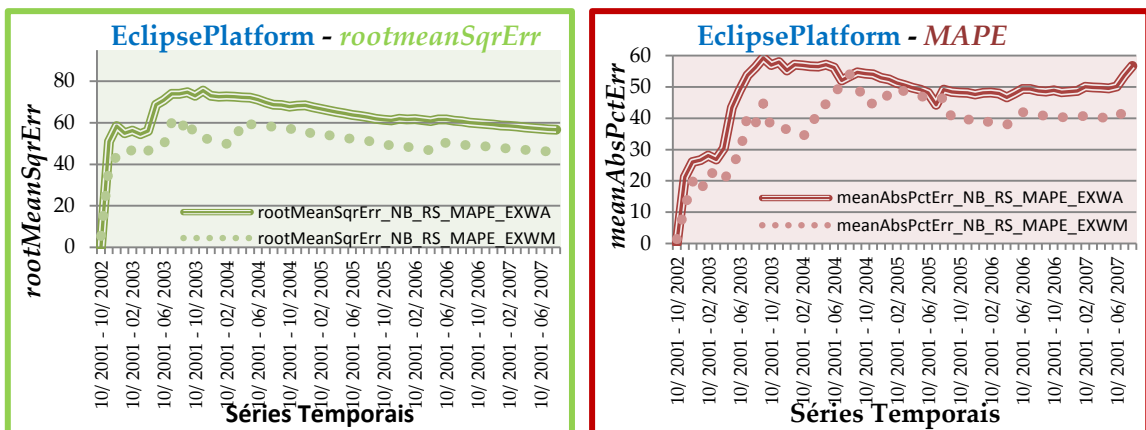 EclipsePlatform - rootmeanSqrErr
rootMeanSqrErr
80
60
40
20
0
rootMeanSqrErr_NB_RS_MAPE_EXWA
rootMeanSqrErr_NB_RS_MAPE_EXWM
10/ 2001 - 10/ 2002
10/ 2001 - 02/ 2003
10/ 2001 - 06/ 2003
10/ 2001 - 10/ 2003
10/ 2001 - 02/ 2004
10/ 2001 - 06/ 2004
10/ 2001 - 10/ 2004
10/ 2001 - 02/ 2005
10/ 2001 - 06/ 2005
10/ 2001 - 10/ 2005
10/ 2001 - 02/ 2006
10/ 2001 - 06/ 2006
10/ 2001 - 10/ 2006
10/ 2001 - 02/ 2007
10/ 2001 - 06/ 2007
Séries Temporais
EclipsePlatform - MAPE
meanAbsPctErr
60
50
40
30
20
10
0
meanAbsPctErr_NB_RS_MAPE_EXWA
meanAbsPctErr_NB_RS_MAPE_EXWM
10/ 2001 - 10/ 2002
10/ 2001 - 02/ 2003
10/ 2001 - 06/ 2003
10/ 2001 - 10/ 2003
10/ 2001 - 02/ 2004
10/ 2001 - 06/ 2004
10/ 2001 - 10/ 2004
10/ 2001 - 02/ 2005
10/ 2001 - 06/ 2005
10/ 2001 - 10/ 2005
10/ 2001 - 02/ 2006
10/ 2001 - 06/ 2006
10/ 2001 - 10/ 2006
10/ 2001 - 02/ 2007
10/ 2001 - 06/ 2007
Séries Temporais